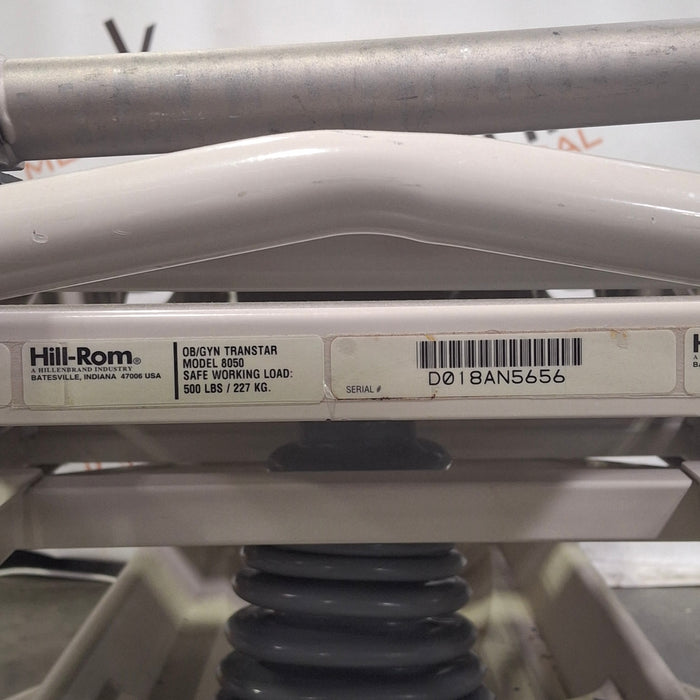 Hill-Rom®
A HILLENBRAND INDUSTRY
BATESVILLE, INDIANA 47006 USA
OB/GYN TRANSTAR
MODEL 8050
SAFE WORKING LOAD:
500 LBS / 227 KG.
SERIAL #
D018AN5656